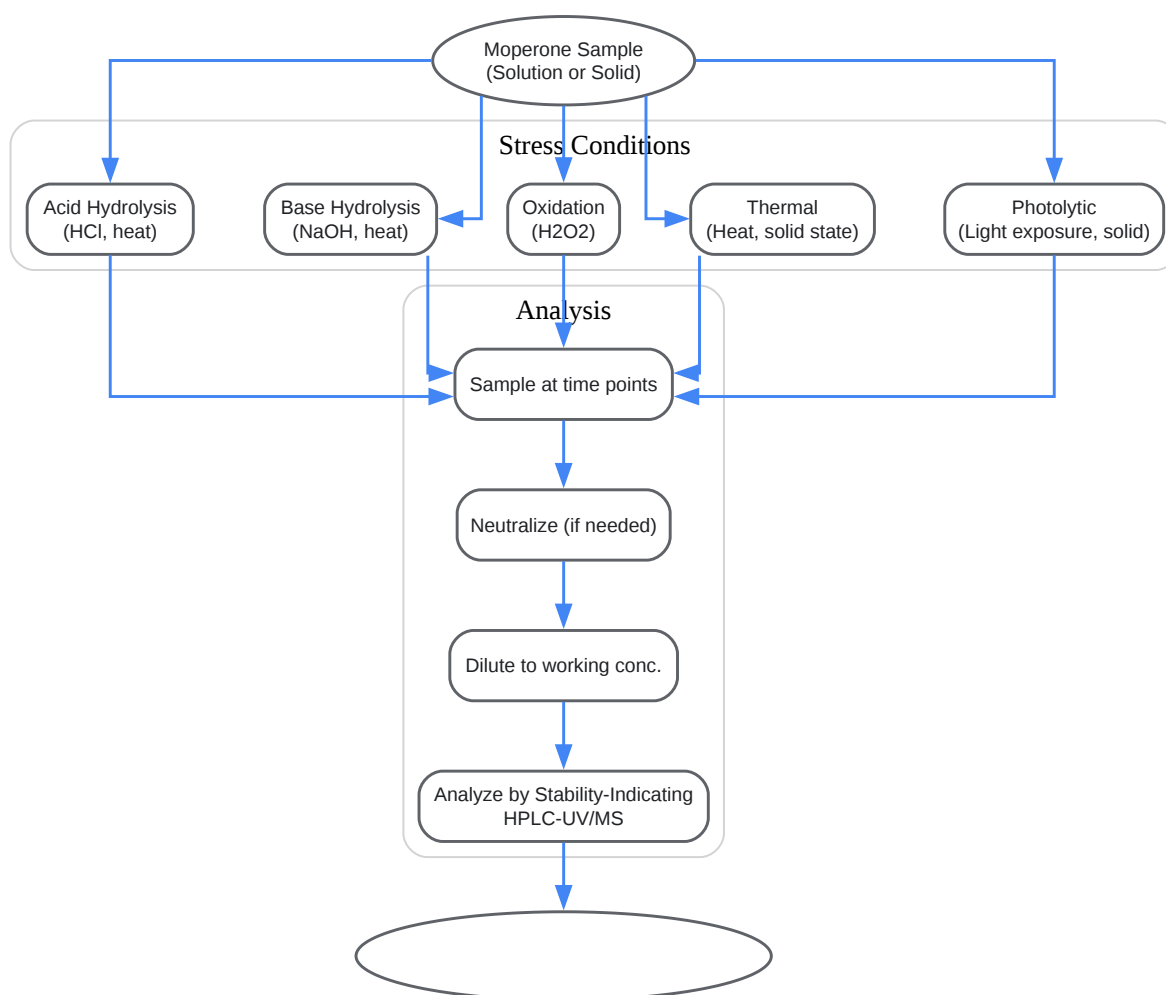 Moperone Sample
(Solution or Solid)
Stress Conditions
Acid Hydrolysis
(HCl, heat)
Base Hydrolysis
(NaOH, heat)
Oxidation
(H2O2)
Thermal
(Heat, solid state)
Photolytic
(Light exposure, solid)
Analysis
Sample at time points
Neutralize (if needed)
Dilute to working conc.
Analyze by Stability-Indicating
HPLC-UV/MS